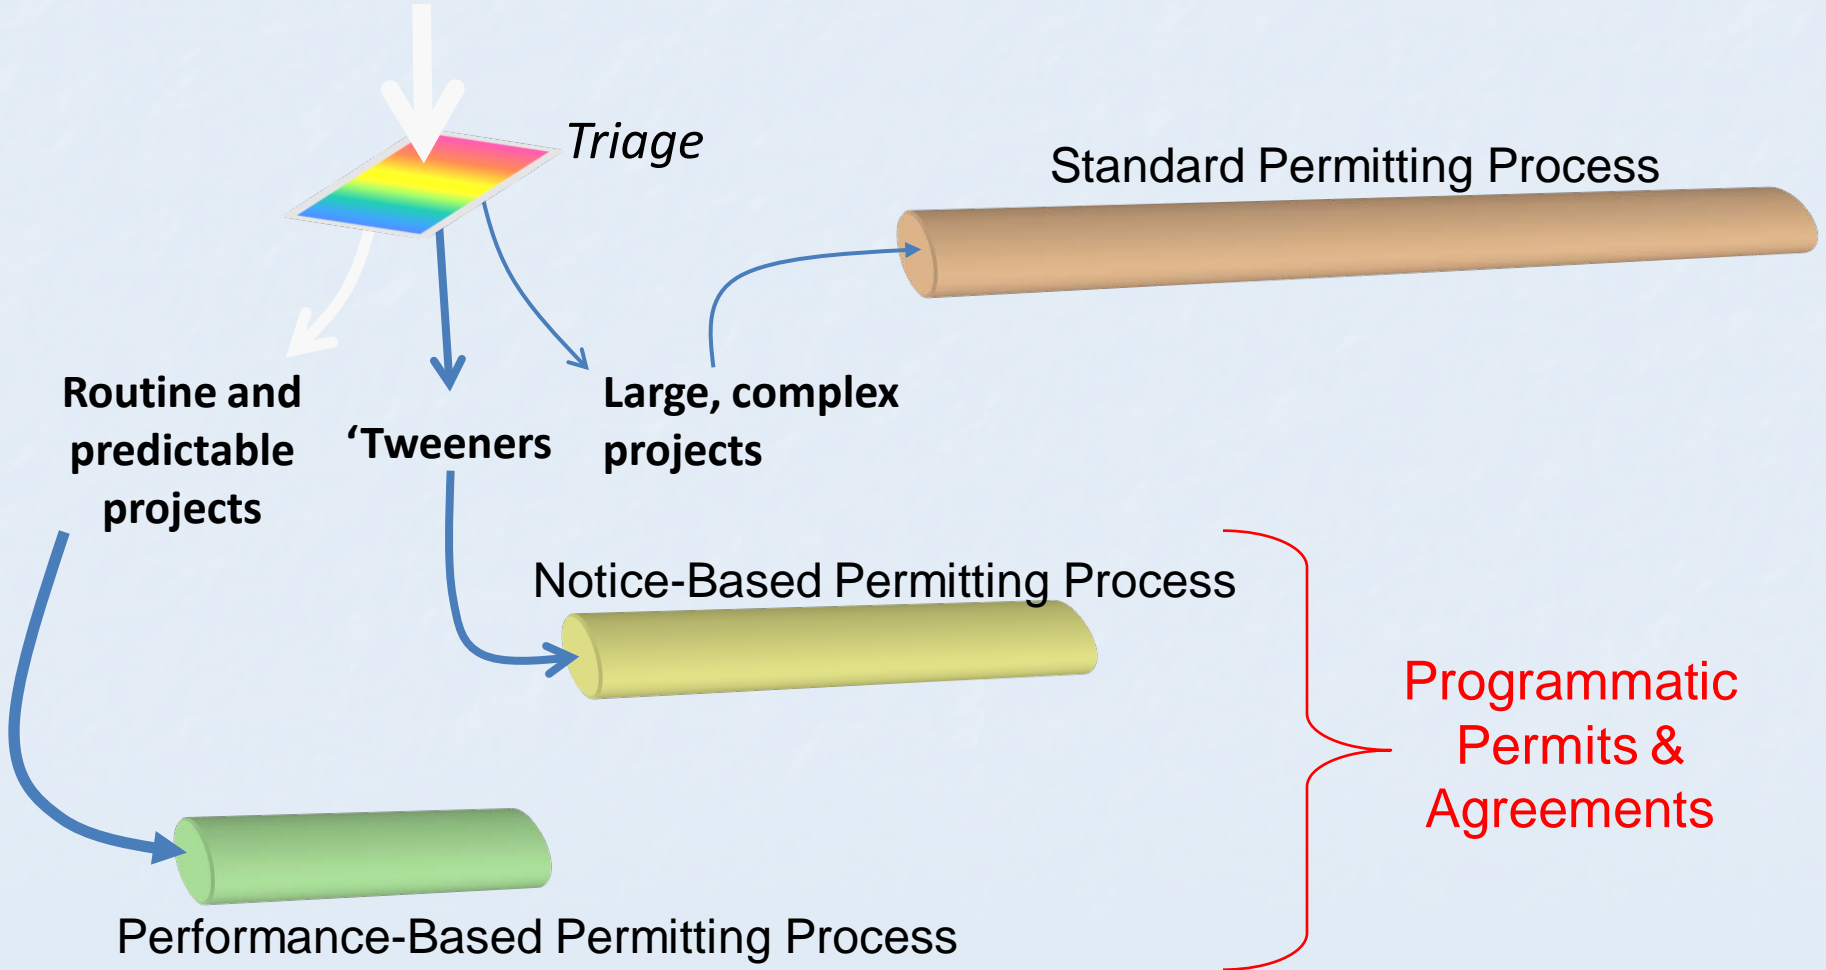 Triage
Standard Permitting Process
Routine and
predictable
projects
‘Tweeners
Large, complex
projects
Notice-Based Permitting Process
Programmatic
Permits &
Agreements
Performance-Based Permitting Process